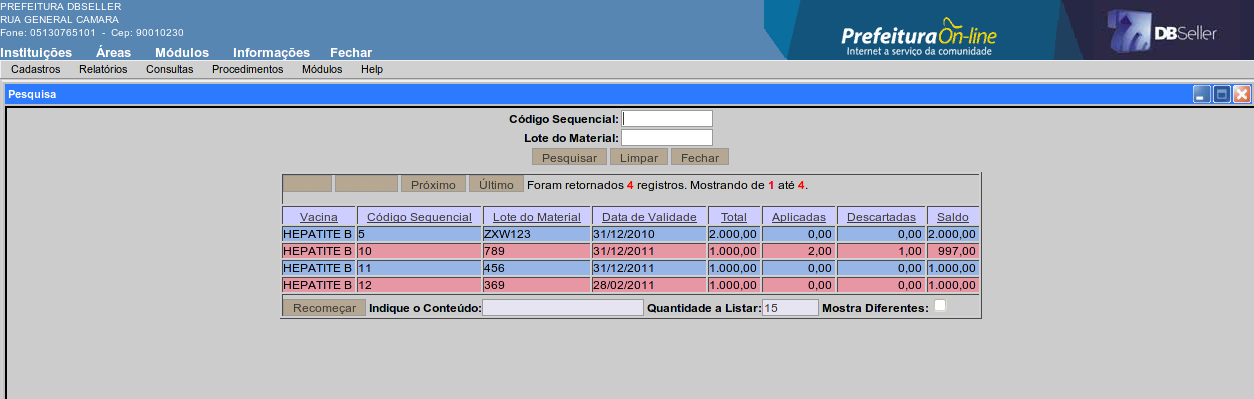 PREFEITURA DBSELLER
RUA GENERAL CAMARA
Fone: 05130765101 - Cep: 90010230
Instituições Áreas Módulos Informações Fechar
Prefeitura On-line
Internet a serviço da comunidade
DBSeller
Cadastros Relatórios Consultas Procedimentos Módulos Help
Pesquisa
Código Sequencial:
Lote do Material:
Pesquisar Limpar Fechar
Próximo Último Foram retornados 4 registros. Mostrando de 1 até 4.
Vacina Código Sequencial Lote do Material Data de Validade Total Aplicadas Descartadas Saldo
HEPATITE B 5 ZXW123 31/12/2010 2.000,00 0,00 0,00 2.000,00
HEPATITE B 10 789 31/12/2011 1.000,00 2,00 1,00 997,00
HEPATITE B 11 456 31/12/2011 1.000,00 0,00 0,00 1.000,00
HEPATITE B 12 369 28/02/2011 1.000,00 0,00 0,00 1.000,00
Recomeçar Indique o Conteúdo: Quantidade a Listar: 15 Mostra Diferentes: